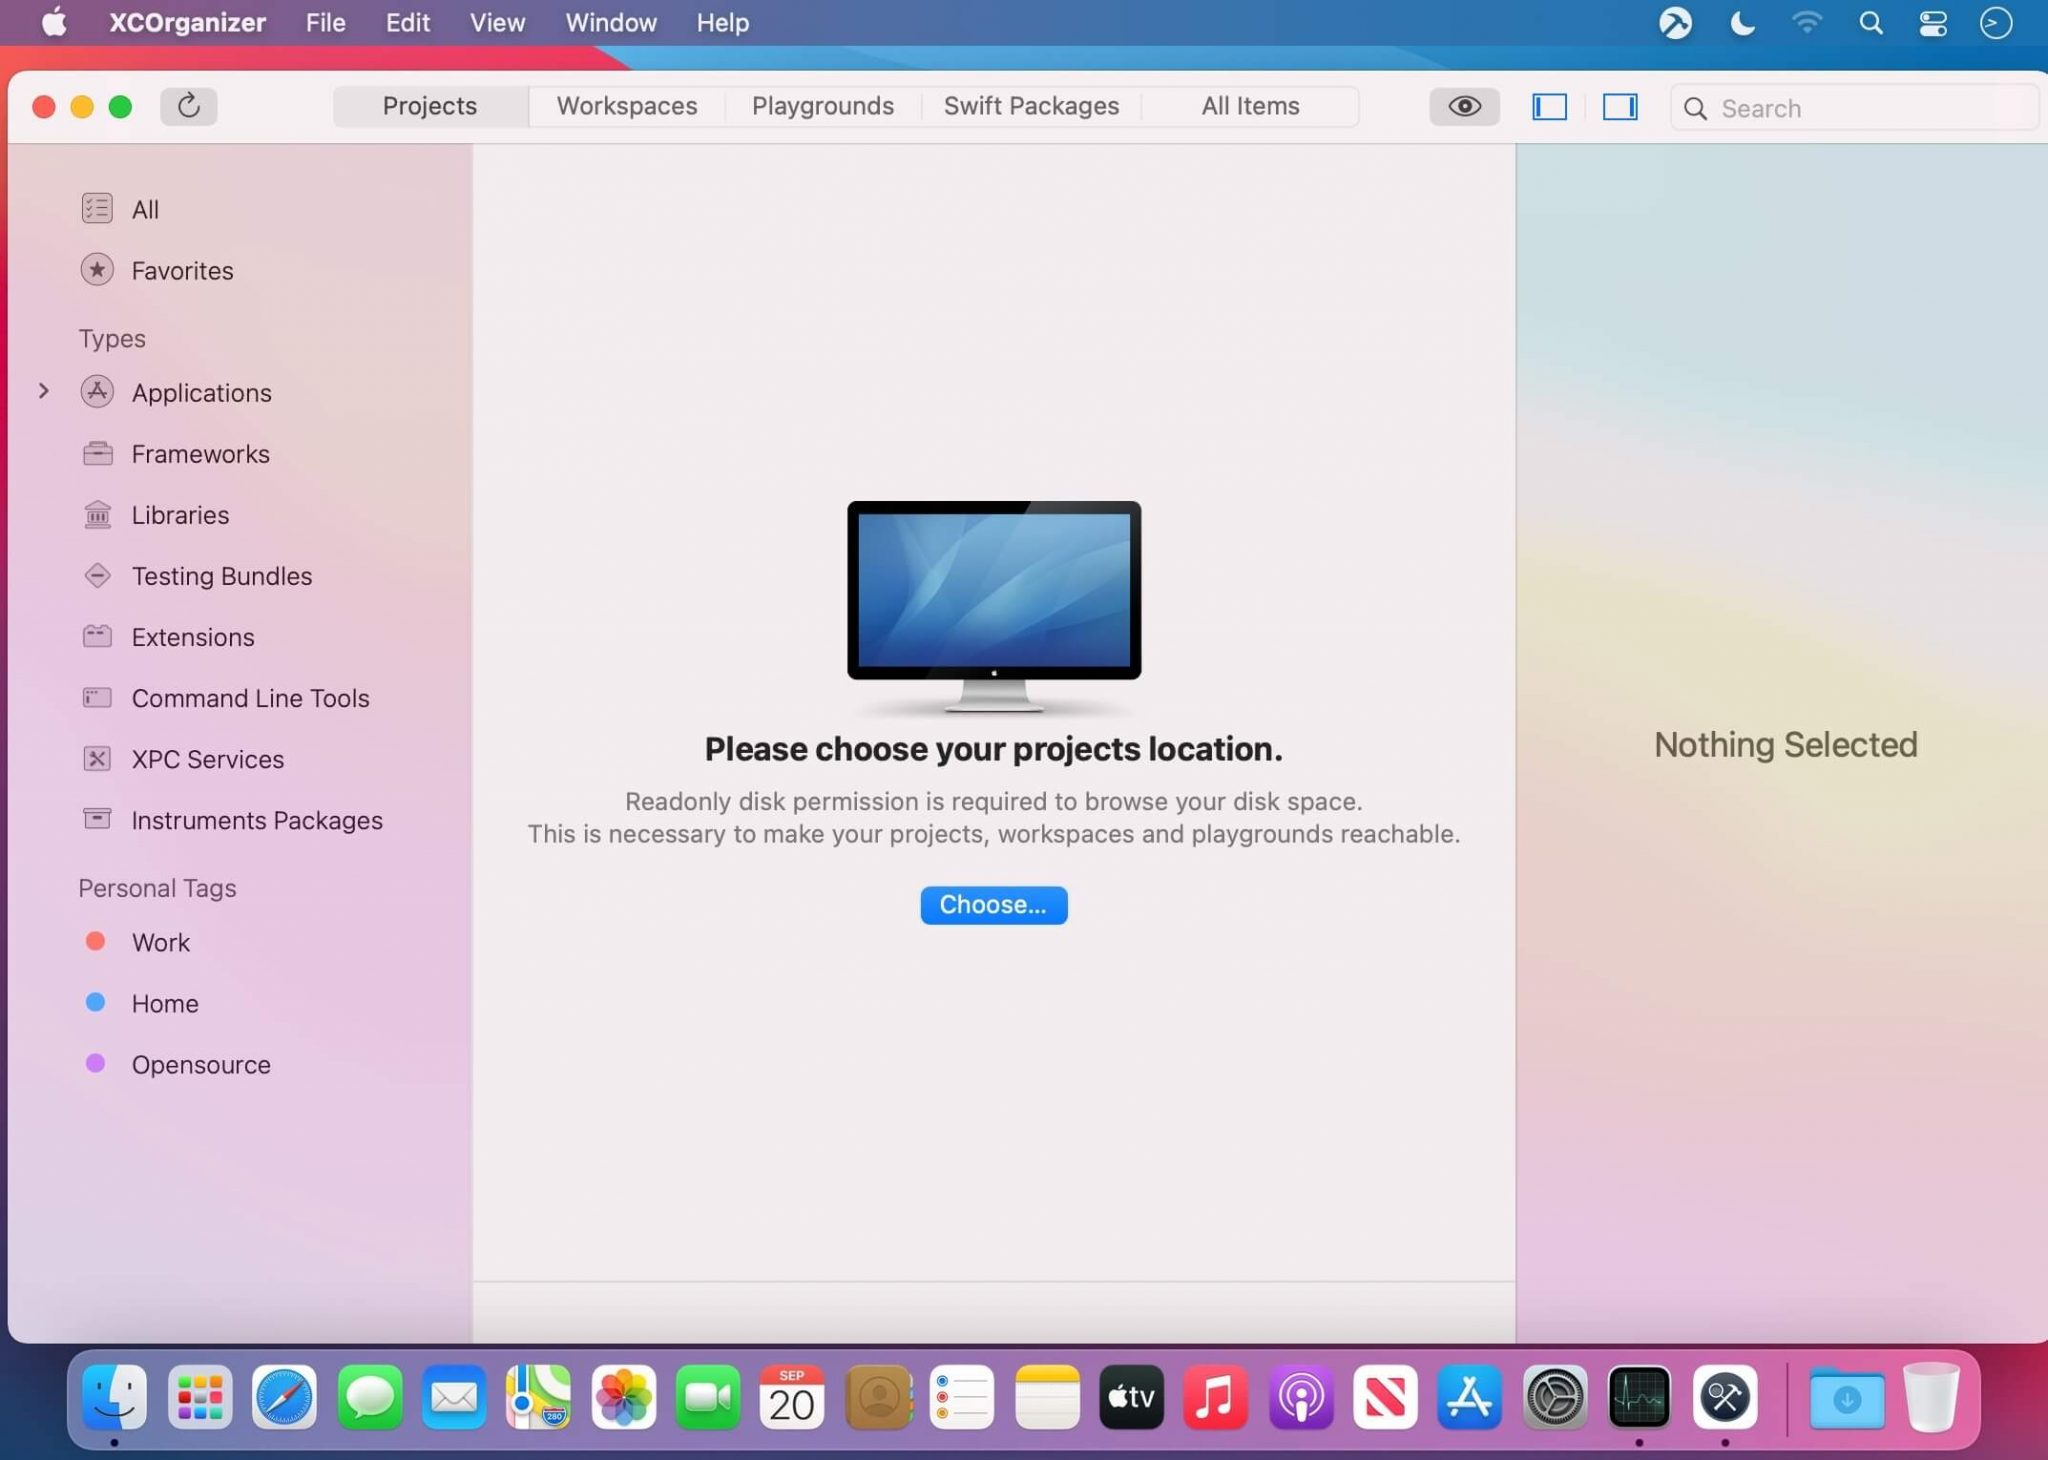 XCOrganizer File Edit View Window Help
Projects Workspaces Playgrounds Swift Packages All Items Search
All
Favorites
Types
Applications
Frameworks
Libraries
Testing Bundles
Extensions
Command Line Tools
XPC Services
Instruments Packages
Personal Tags
Work
Home
Opensource
Please choose your projects location.
Readonly disk permission is required to browse your disk space.
This is necessary to make your projects, workspaces and playgrounds reachable.
Choose...
Nothing Selected
280
SEP
20
tv